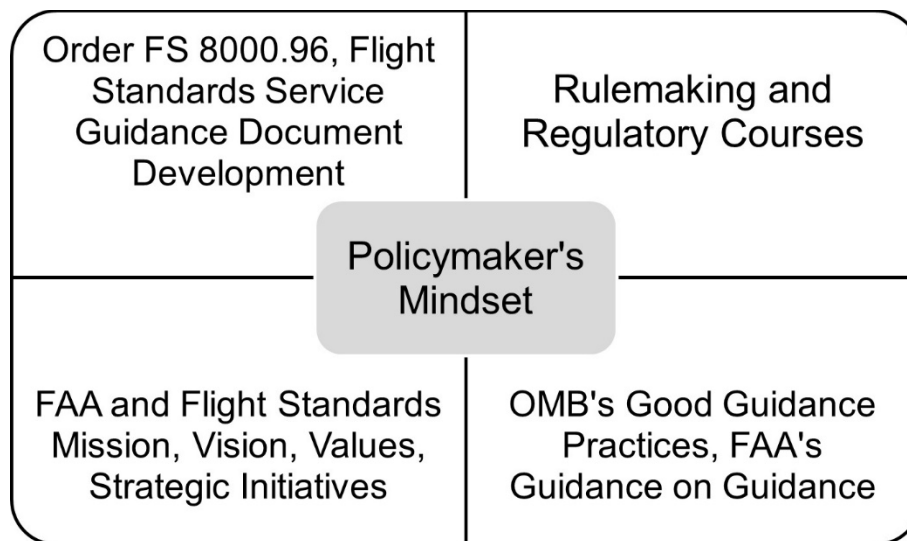 Order FS 8000.96, Flight
Standards Service
Guidance Document
Development
Rulemaking and
Regulatory Courses
Policymaker's
Mindset
FAA and Flight Standards
Mission, Vision, Values,
Strategic Initiatives
OMB's Good Guidance
Practices, FAA's
Guidance on Guidance